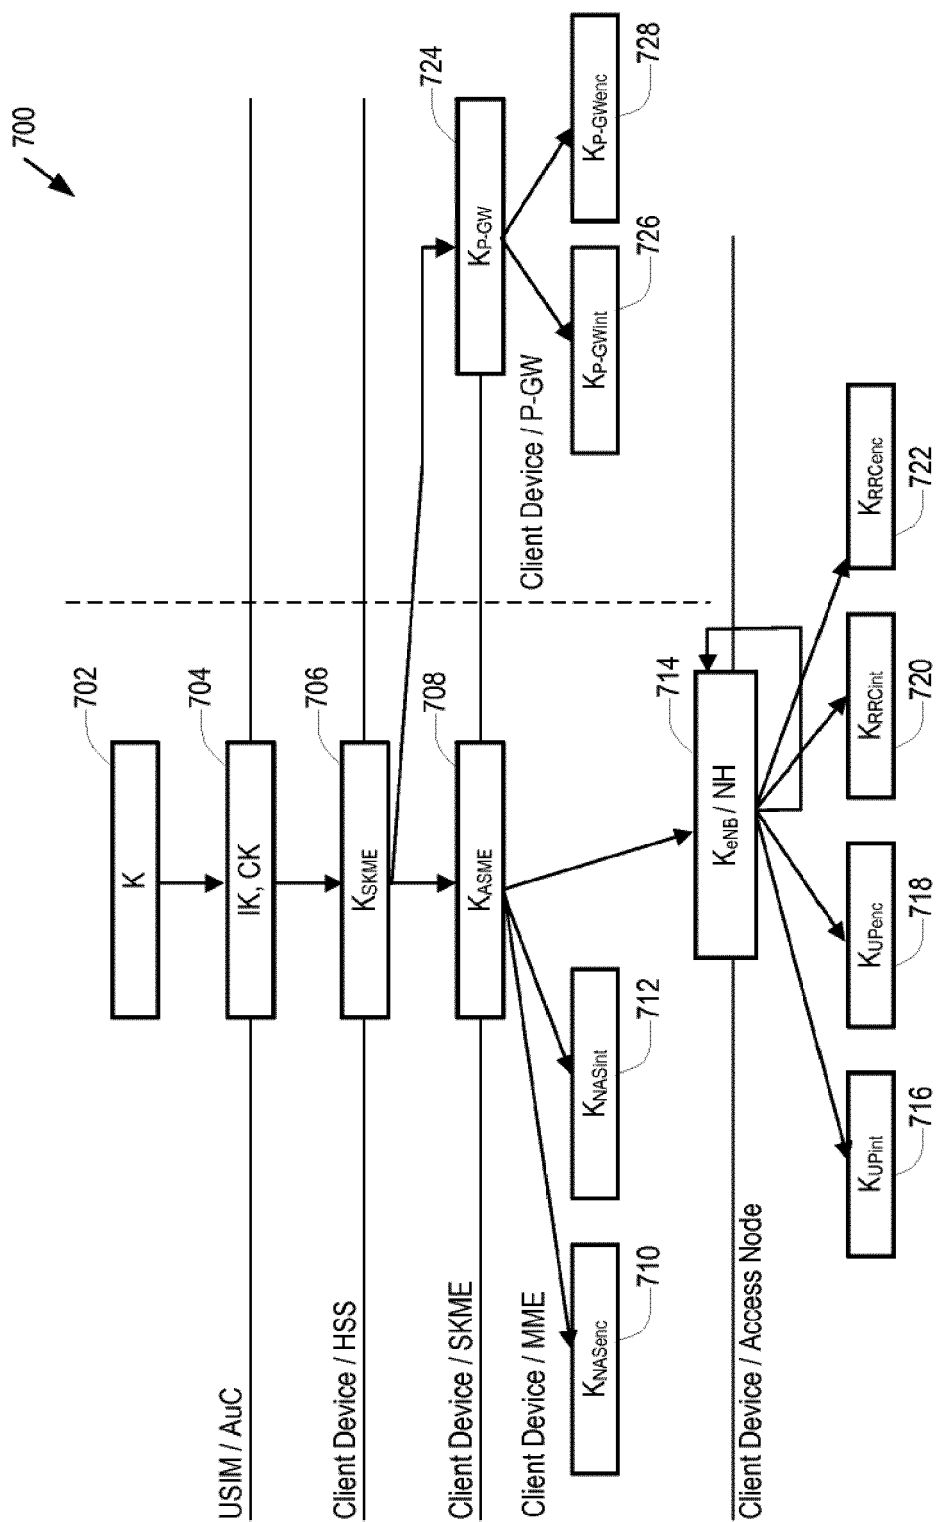 700
702
K
USIM / AuC
704
IK, CK
Client Device / HSS
706
KSKME
Client Device / SKME
708
KASME
724
KP-GW
Client Device / MME
Client Device / P-GW
KNASenc
710
KNASint
712
KP-GWint
726
KP-GWenc
728
714
KeNB / NH
Client Device / Access Node
KUPint
716
KUPenc
718
KRRCint
720
KRRCenc
722